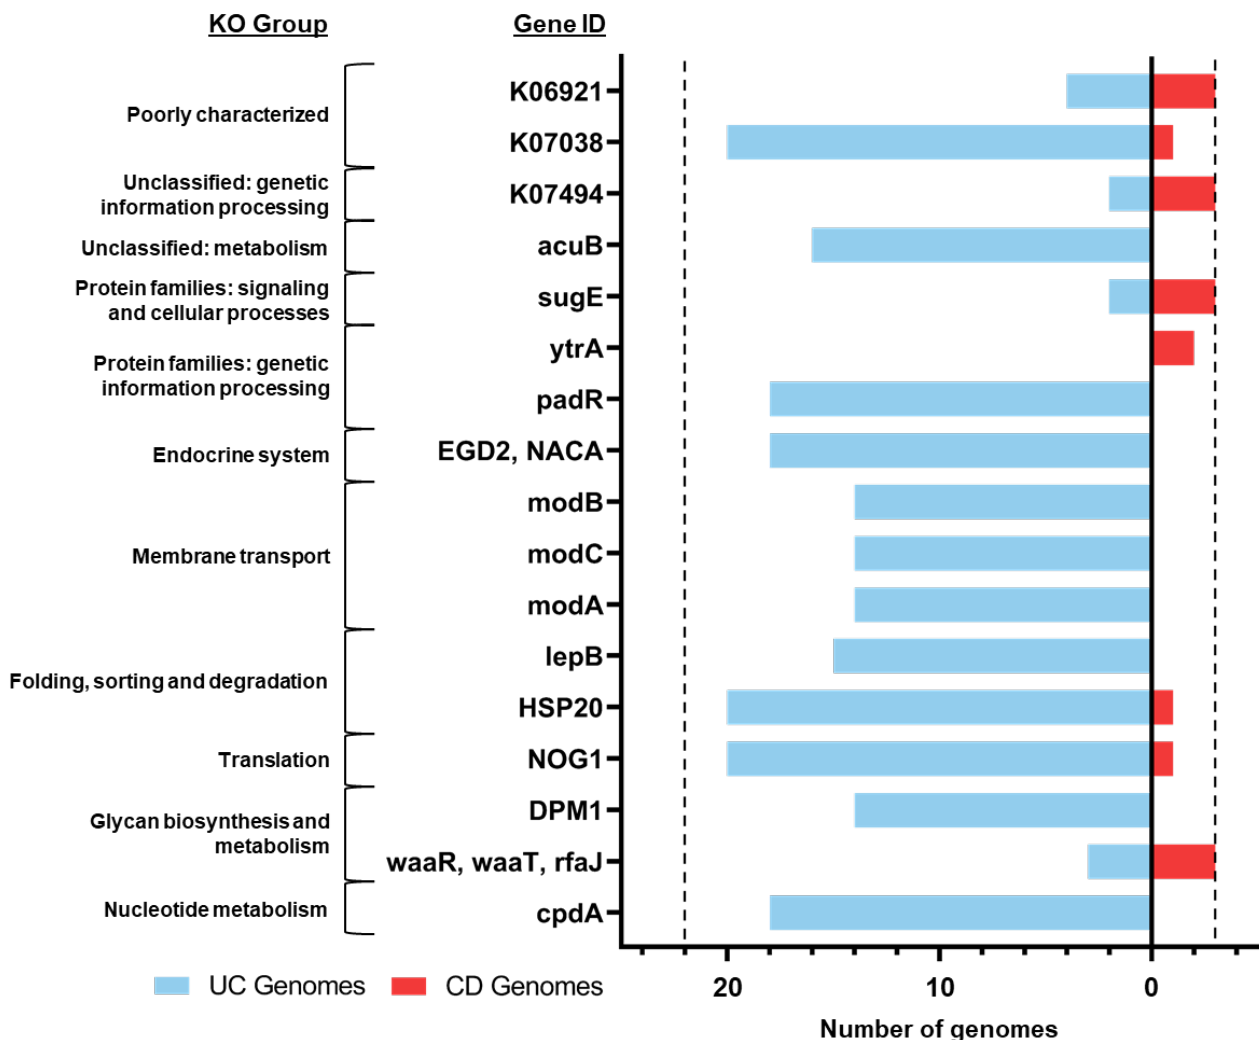 KO Group
Gene ID
Poorly characterized
K06921
K07038
Unclassified: genetic
information processing
K07494
Unclassified: metabolism
acuB
Protein families: signaling
and cellular processes
sugE
Protein families: genetic
information processing
ytrA
padR
Endocrine system
EGD2, NACA
Membrane transport
modB
modC
modA
Folding, sorting and degradation
lepB
HSP20
Translation
NOG1
Glycan biosynthesis and
metabolism
DPM1
waaR, waaT, rfaJ
Nucleotide metabolism
cpdA
20
10
0
Number of genomes
UC Genomes
CD Genomes